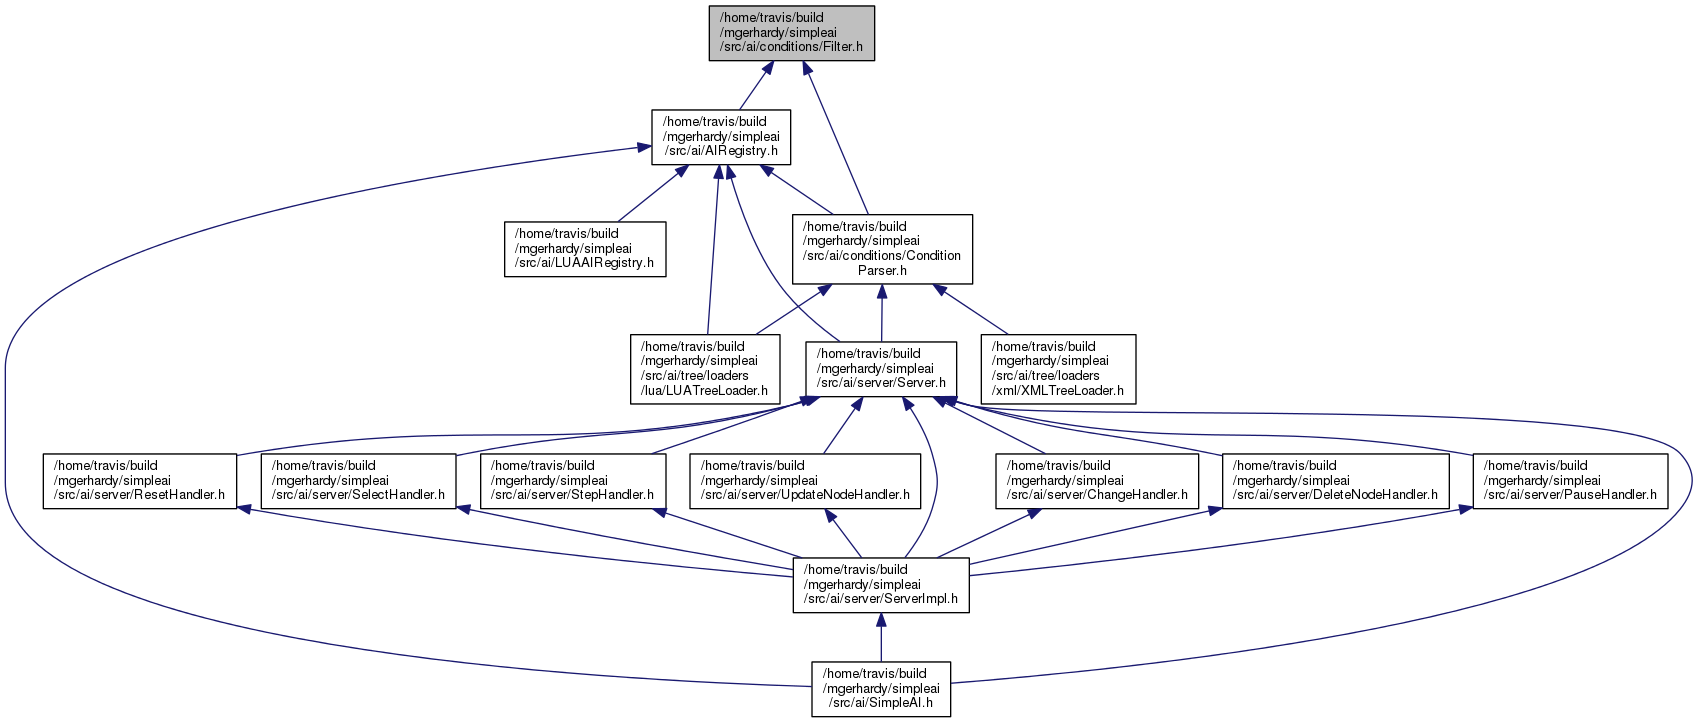 /home/travis/build
/mgerhardy/simpleai
/src/ai/conditions/Filter.h
/home/travis/build
/mgerhardy/simpleai
/src/ai/AIRegistry.h
/home/travis/build
/mgerhardy/simpleai
/src/ai/LUAAIRegistry.h
/home/travis/build
/mgerhardy/simpleai
/src/ai/conditions/Condition
Parser.h
/home/travis/build
/mgerhardy/simpleai
/src/ai/tree/loaders
/lua/LUATreeLoader.h
/home/travis/build
/mgerhardy/simpleai
/src/ai/server/Server.h
/home/travis/build
/mgerhardy/simpleai
/src/ai/tree/loaders
/xml/XMLTreeLoader.h
/home/travis/build
/mgerhardy/simpleai
/src/ai/server/ResetHandler.h
/home/travis/build
/mgerhardy/simpleai
/src/ai/server/SelectHandler.h
/home/travis/build
/mgerhardy/simpleai
/src/ai/server/StepHandler.h
/home/travis/build
/mgerhardy/simpleai
/src/ai/server/UpdateNodeHandler.h
/home/travis/build
/mgerhardy/simpleai
/src/ai/server/ChangeHandler.h
/home/travis/build
/mgerhardy/simpleai
/src/ai/server/DeleteNodeHandler.h
/home/travis/build
/mgerhardy/simpleai
/src/ai/server/PauseHandler.h
/home/travis/build
/mgerhardy/simpleai
/src/ai/server/ServerImpl.h
/home/travis/build
/mgerhardy/simpleai
/src/ai/SimpleAI.h